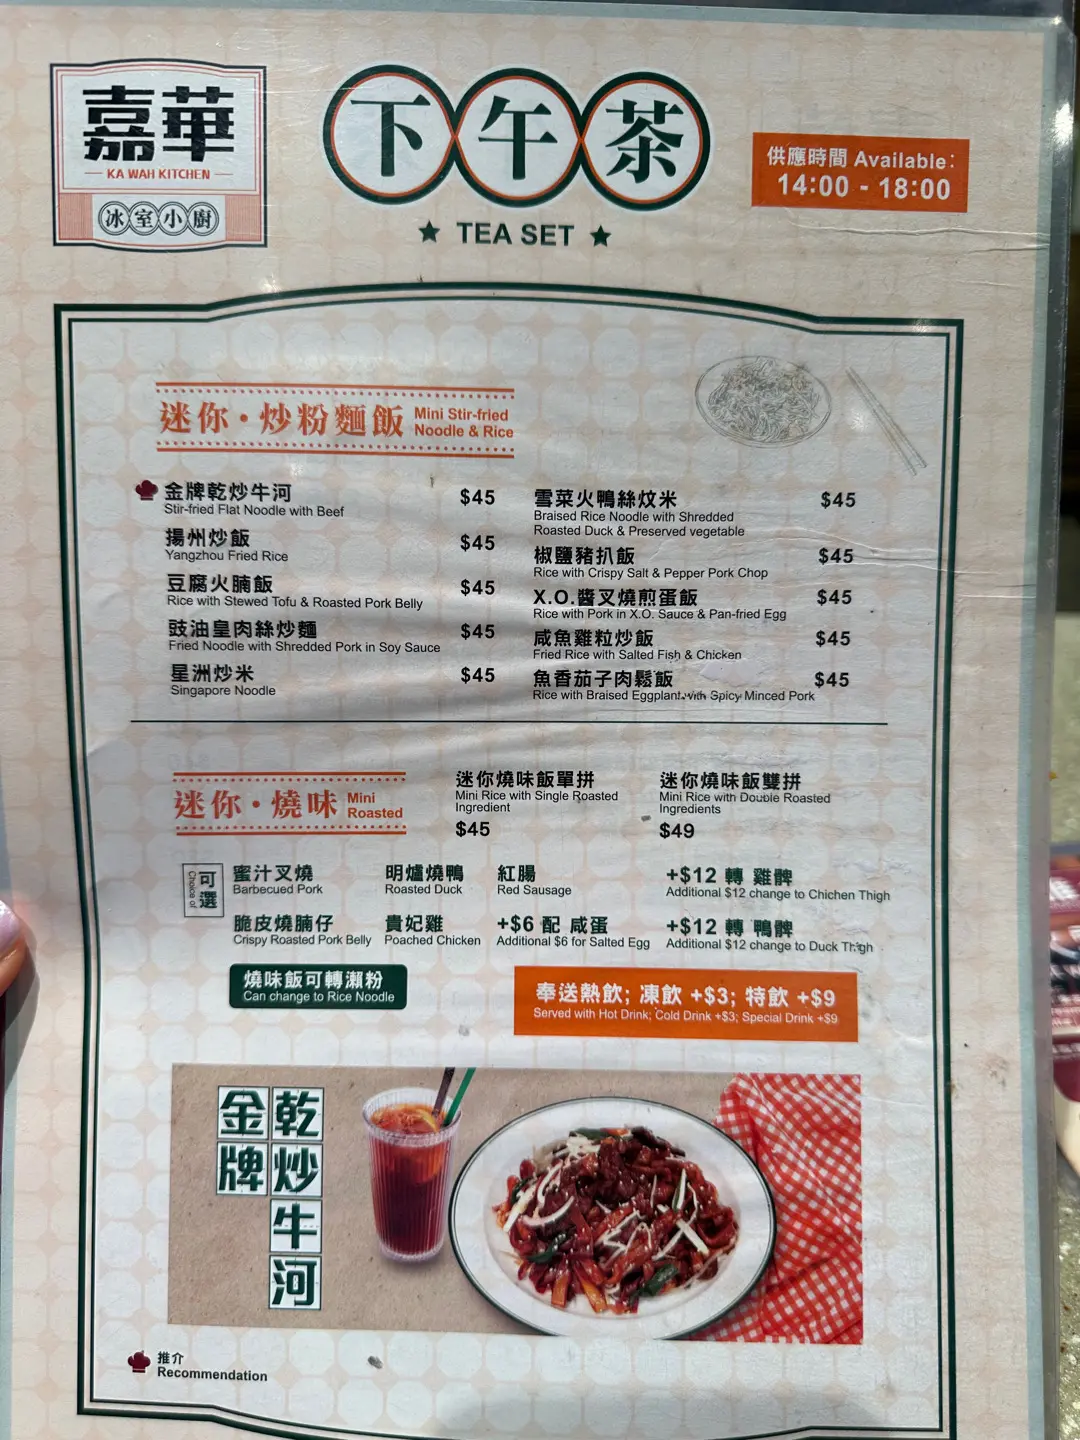 嘉華
KA WAH KITCHEN
冰室小廚
下午茶
★ TEA SET ★
供應時間 Available:
14:00 - 18:00
迷你・炒粉麵飯 Mini Stir-fried
Noodle & Rice
金牌乾炒牛河 $45
Stir-fried Flat Noodle with Beef
揚州炒飯 $45
Yangzhou Fried Rice
豆腐火腩飯 $45
Rice with Stewed Tofu & Roasted Pork Belly
豉油皇肉絲炒麵 $45
Fried Noodle with Shredded Pork in Soy Sauce
星洲炒米 $45
Singapore Noodle
雪菜火鴨絲炆米 $45
Braised Rice Noodle with Shredded
Roasted Duck & Preserved vegetable
椒鹽豬扒飯 $45
Rice with Crispy Salt & Pepper Pork Chop
X.O.醬叉燒煎蛋飯 $45
Rice with Pork in X.O. Sauce & Pan-fried Egg
咸魚雞粒炒飯 $45
Fried Rice with Salted Fish & Chicken
魚香茄子肉鬆飯 $45
Rice with Braised Eggplant with Spicy Minced Pork
迷你・燒味 Mini
Roasted
迷你燒味飯單拼
Mini Rice with Single Roasted
Ingredient
$45
迷你燒味飯雙拼
Mini Rice with Double Roasted
Ingredients
$49
可選
Choice of
蜜汁叉燒
Barbecued Pork
明爐燒鴨
Roasted Duck
紅腸
Red Sausage
+$12 轉 雞髀
Additional $12 change to Chichen Thigh
脆皮燒腩仔
Crispy Roasted Pork Belly
貴妃雞
Poached Chicken
+$6 配 咸蛋
Additional $6 for Salted Egg
+$12 轉 鴨髀
Additional $12 change to Duck Thigh
燒味飯可轉瀨粉
Can change to Rice Noodle
奉送熱飲; 凍飲 +$3; 特飲 +$9
Served with Hot Drink; Cold Drink +$3; Special Drink +$9
金牌
乾炒牛河
推介
Recommendation